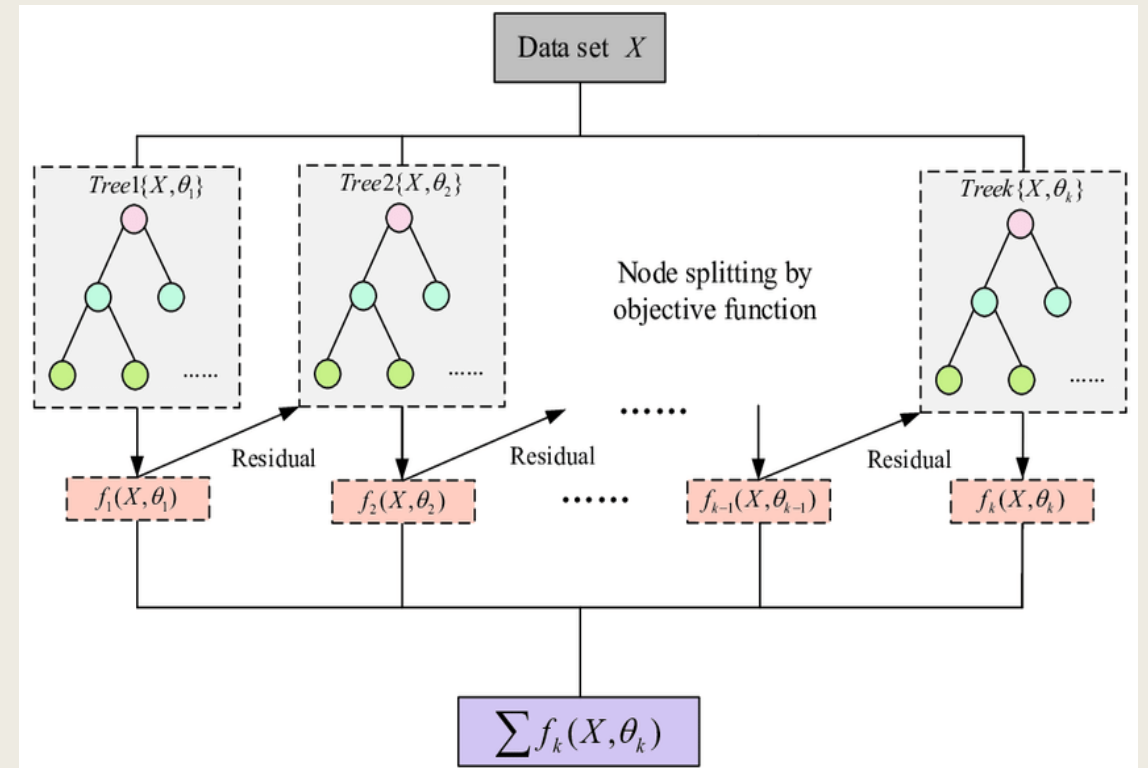 Data set X
Tree1{X,θ₁}
Tree2{X,θ₂}
Treek{X,θₖ}
Node splitting by
objective function
......
......
......
......
Residual
Residual
Residual
f₁(X,θ₁)
f₂(X,θ₂)
......
fₖ₋₁(X,θₖ₋₁)
fₖ(X,θₖ)
∑fₖ(X,θₖ)